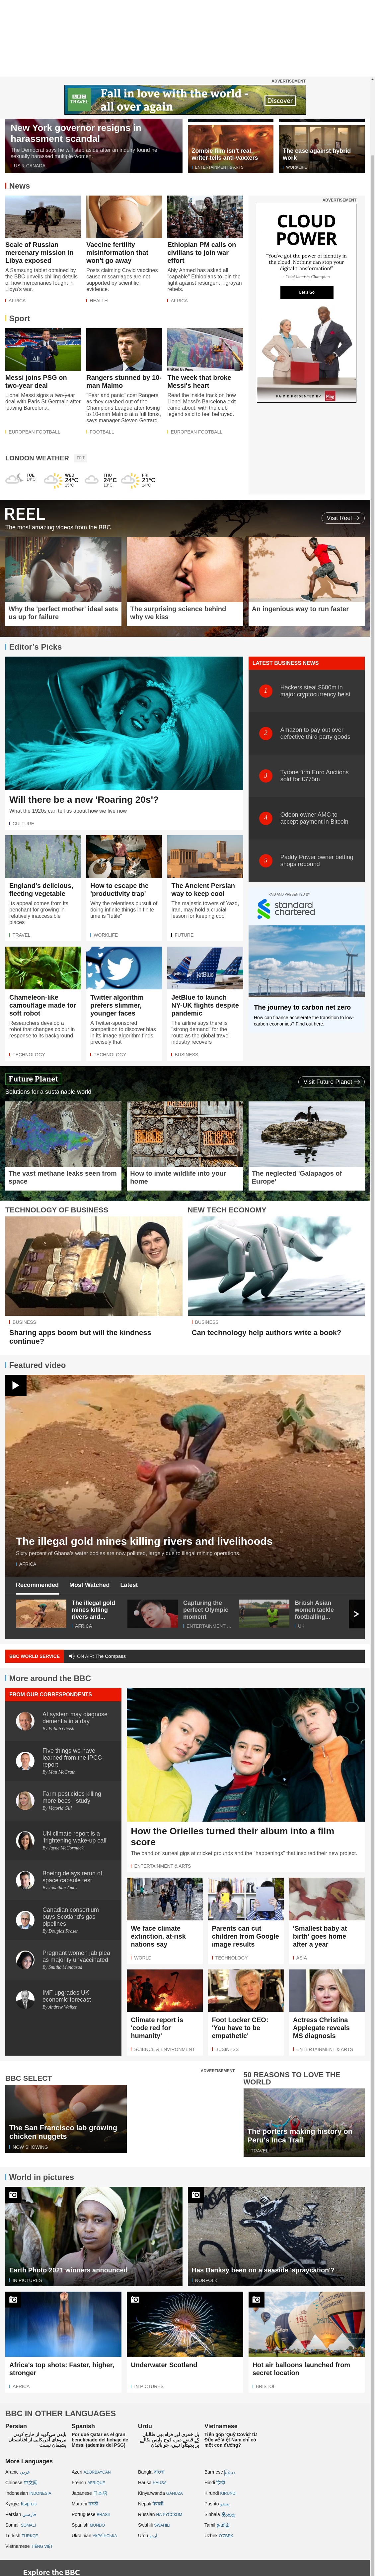 ADVERTISEMENT
BBC
TRAVEL
Fall in love with the world -
all over again
Discover
New York governor resigns in
harassment scandal
The Democrat says he will step aside after an inquiry found he
sexually harassed multiple women.
US & CANADA
Zombie film isn't real,
writer tells anti-vaxxers
ENTERTAINMENT & ARTS
The case against hybrid
work
WORKLIFE
News
Scale of Russian
mercenary mission in
Libya exposed
A Samsung tablet obtained by
the BBC unveils chilling details
of how mercenaries fought in
Libya's war.
AFRICA
Vaccine fertility
misinformation that
won't go away
Posts claiming Covid vaccines
cause miscarriages are not
supported by scientific
evidence.
HEALTH
Ethiopian PM calls on
civilians to join war
effort
Abiy Ahmed has asked all
"capable" Ethiopians to join the
fight against resurgent Tigrayan
rebels.
AFRICA
ADVERTISEMENT
CLOUD
POWER
"You've got the power of identity in
the cloud. Nothing can stop your
digital transformation!"
- Chief Identity Champion
Let's Go
PAID & PRESENTED BY
Ping
Sport
Messi joins PSG on
two-year deal
Lionel Messi signs a two-year
deal with Paris St-Germain after
leaving Barcelona.
EUROPEAN FOOTBALL
Rangers stunned by 10-
man Malmo
"Fear and panic" cost Rangers
as they crash out of the
Champions League after losing
to 10-man Malmo at a full Ibrox,
says manager Steven Gerrard.
FOOTBALL
The week that broke
Messi's heart
Read the inside track on how
Lionel Messi's Barcelona exit
came about, with the club
legend said to feel betrayed.
EUROPEAN FOOTBALL
LONDON WEATHER
EDIT
TUE
14°C
WED
24°C
15°C
THU
24°C
13°C
FRI
21°C
14°C
REEL
The most amazing videos from the BBC
Visit Reel
Why the 'perfect mother' ideal sets
us up for failure
The surprising science behind
why we kiss
An ingenious way to run faster
Editor's Picks
Will there be a new 'Roaring 20s'?
What the 1920s can tell us about how we live now
CULTURE
LATEST BUSINESS NEWS
1
Hackers steal $600m in
major cryptocurrency heist
2
Amazon to pay out over
defective third party goods
3
Tyrone firm Euro Auctions
sold for £775m
4
Odeon owner AMC to
accept payment in Bitcoin
5
Paddy Power owner betting
shops rebound
England's delicious,
fleeting vegetable
Its appeal comes from its
penchant for growing in
relatively inaccessible
places
TRAVEL
How to escape the
'productivity trap'
Why the relentless pursuit of
doing infinite things in finite
time is "futile"
WORKLIFE
The Ancient Persian
way to keep cool
The majestic towers of Yazd,
Iran, may hold a crucial
lesson for keeping cool
FUTURE
PAID AND PRESENTED BY
standard
chartered
The journey to carbon net zero
How can finance accelerate the transition to low-
carbon economies? Find out here.
Chameleon-like
camouflage made for
soft robot
Researchers develop a
robot that changes colour in
response to its background
TECHNOLOGY
Twitter algorithm
prefers slimmer,
younger faces
A Twitter-sponsored
competition to discover bias
in its image algorithm finds
precisely that
TECHNOLOGY
JetBlue to launch
NY-UK flights despite
pandemic
The airline says there is
"strong demand" for the
route as the global travel
industry recovers
BUSINESS
Future Planet
Solutions for a sustainable world
Visit Future Planet
The vast methane leaks seen from
space
How to invite wildlife into your
home
The neglected 'Galapagos of
Europe'
TECHNOLOGY OF BUSINESS
BUSINESS
Sharing apps boom but will the kindness
continue?
NEW TECH ECONOMY
BUSINESS
Can technology help authors write a book?
Featured video
The illegal gold mines killing rivers and livelihoods
Sixty percent of Ghana's water bodies are now polluted, largely due to illegal mining operations.
AFRICA
Recommended
Most Watched
Latest
The illegal gold
mines killing
rivers and...
AFRICA
Capturing the
perfect Olympic
moment
ENTERTAINMENT ...
British Asian
women tackle
footballing...
UK
BBC WORLD SERVICE
ON AIR: The Compass
More around the BBC
FROM OUR CORRESPONDENTS
AI system may diagnose
dementia in a day
By Pallab Ghosh
Five things we have
learned from the IPCC
report
By Matt McGrath
Farm pesticides killing
more bees - study
By Victoria Gill
UN climate report is a
'frightening wake-up call'
By Jayne McCormack
Boeing delays rerun of
space capsule test
By Jonathan Amos
Canadian consortium
buys Scotland's gas
pipelines
By Douglas Fraser
Pregnant women jab plea
as majority unvaccinated
By Smitha Mundasad
IMF upgrades UK
economic forecast
By Andrew Walker
How the Orielles turned their album into a film
score
The band on surreal gigs at cricket grounds and the "happenings" that inspired their new project.
ENTERTAINMENT & ARTS
We face climate
extinction, at-risk
nations say
WORLD
Parents can cut
children from Google
image results
TECHNOLOGY
'Smallest baby at
birth' goes home
after a year
ASIA
Climate report is
'code red for
humanity'
SCIENCE & ENVIRONMENT
Foot Locker CEO:
'You have to be
empathetic'
BUSINESS
Actress Christina
Applegate reveals
MS diagnosis
ENTERTAINMENT & ARTS
BBC SELECT
The San Francisco lab growing
chicken nuggets
NOW SHOWING
ADVERTISEMENT
50 REASONS TO LOVE THE
WORLD
The porters making history on
Peru's Inca Trail
TRAVEL
World in pictures
Earth Photo 2021 winners announced
IN PICTURES
Has Banksy been on a seaside 'spraycation'?
NORFOLK
Africa's top shots: Faster, higher,
stronger
AFRICA
Underwater Scotland
IN PICTURES
Hot air balloons launched from
secret location
BRISTOL
BBC IN OTHER LANGUAGES
Persian
Spanish
Por qué Qatar es el gran
beneficiado del fichaje de
Messi (además del PSG)
Urdu
Vietnamese
Tiền góp 'Quỹ Covid' từ
đâu về Việt Nam chỉ có
một con đường?
More Languages
Arabic عربي
Azeri AZƏRBAYCAN
Bangla বাংলা
Burmese
Chinese 中文网
French AFRIQUE
Hausa HAUSA
Hindi हिन्दी
Indonesian INDONESIA
Japanese 日本語
Kinyarwanda GAHUZA
Kirundi KIRUNDI
Kyrgyz Кыргыз
Marathi मराठी
Nepali नेपाली
Pashto پښتو
Persian فارسی
Portuguese BRASIL
Russian НА РУССКОМ
Sinhala සිංහල
Somali SOMALI
Spanish MUNDO
Swahili SWAHILI
Tamil தமிழ்
Turkish TÜRKÇE
Ukrainian УКРАЇНСЬКА
Urdu اردو
Uzbek O'ZBEK
Vietnamese TIẾNG VIỆT
Explore the BBC